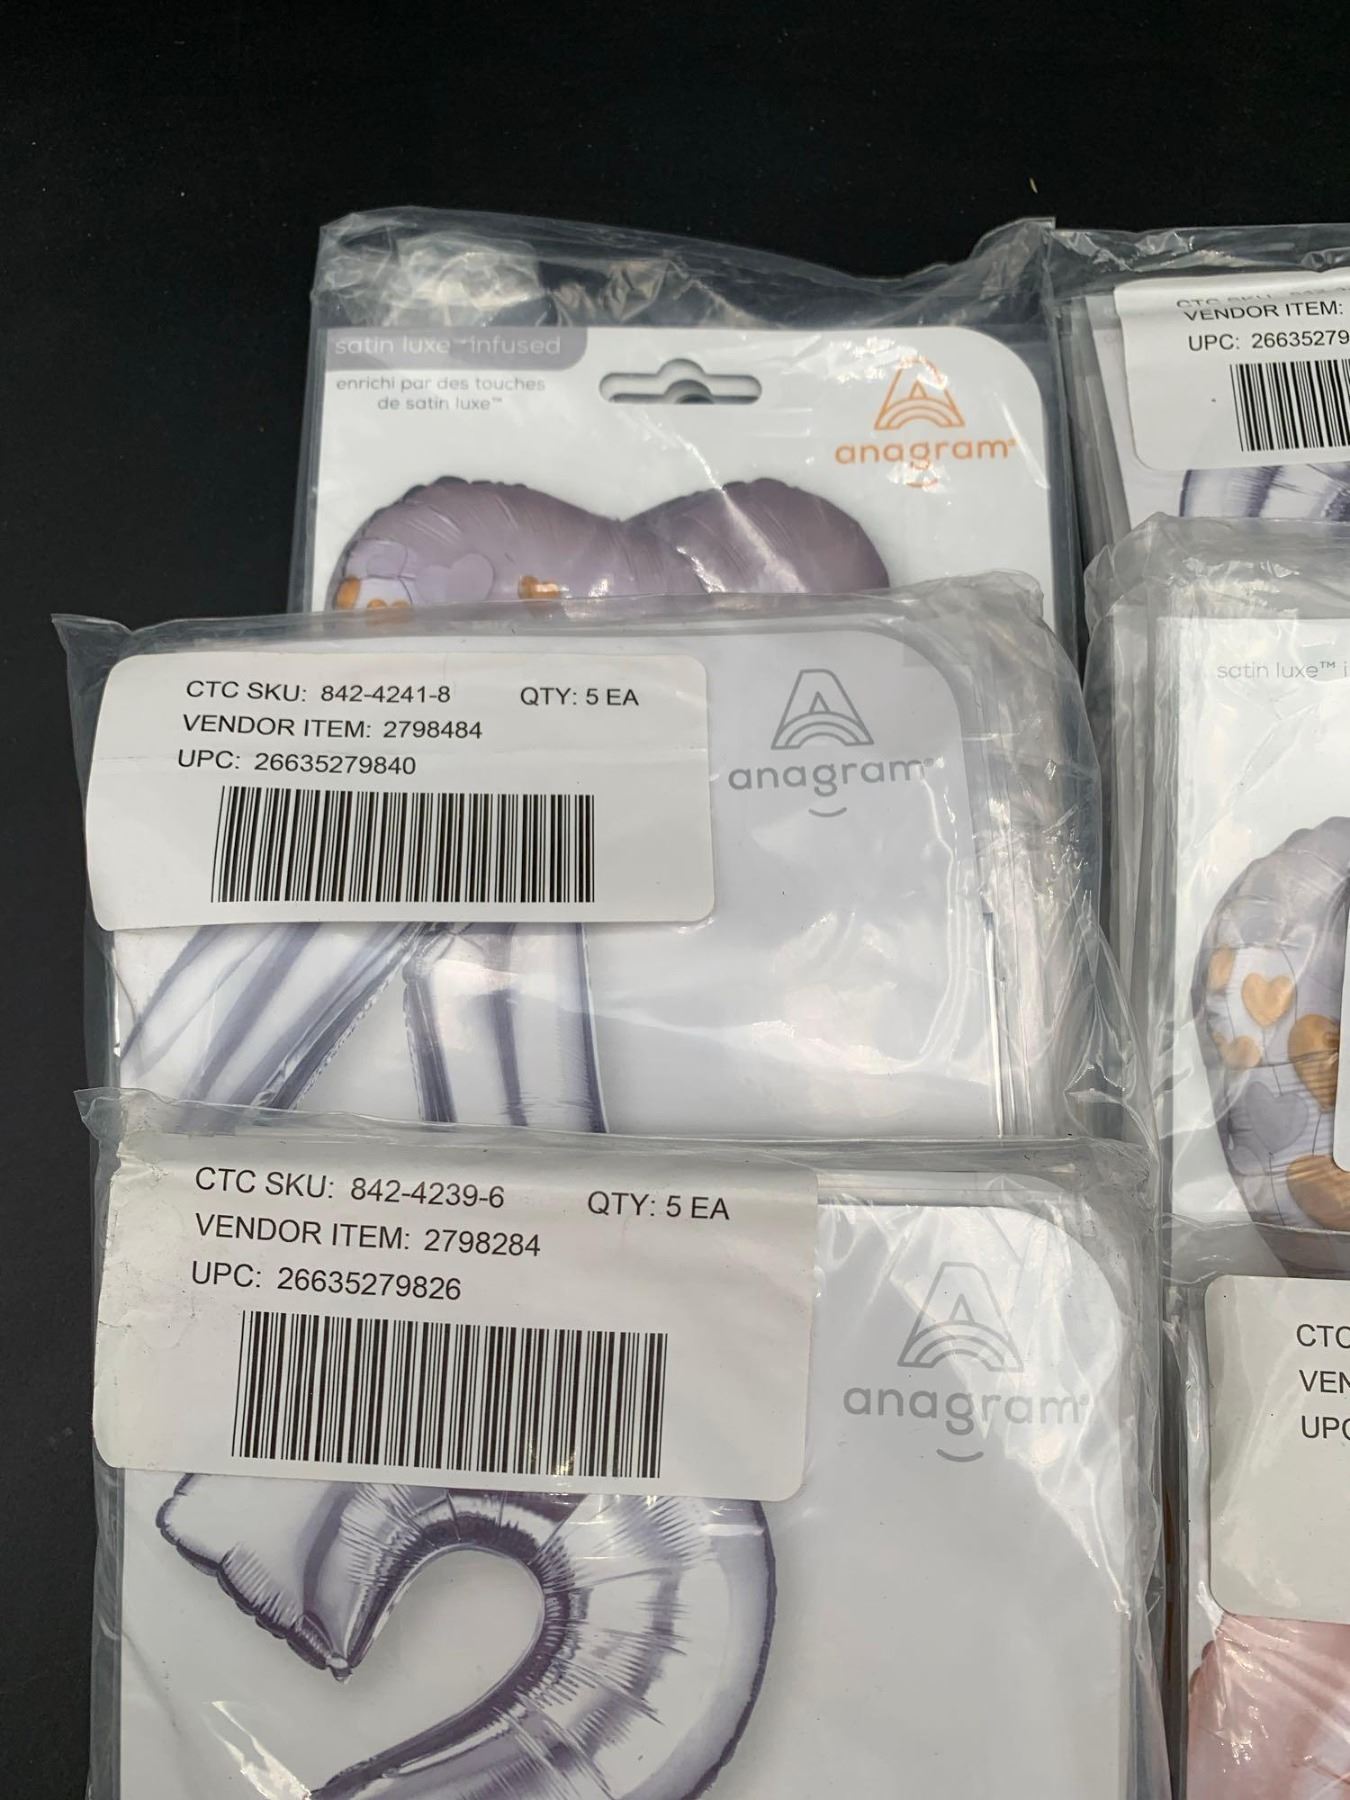 satin luxe™ infused
enrichi par des touches
de satin luxe™
anagram®
VENDOR ITEM:
UPC: 26635279
CTC SKU: 842-4241-8 QTY: 5 EA
VENDOR ITEM: 2798484
UPC: 26635279840
anagram®
satin luxe™ i
CTC SKU: 842-4239-6 QTY: 5 EA
VENDOR ITEM: 2798284
UPC: 26635279826
anagram®
CTC
VEN
UPC